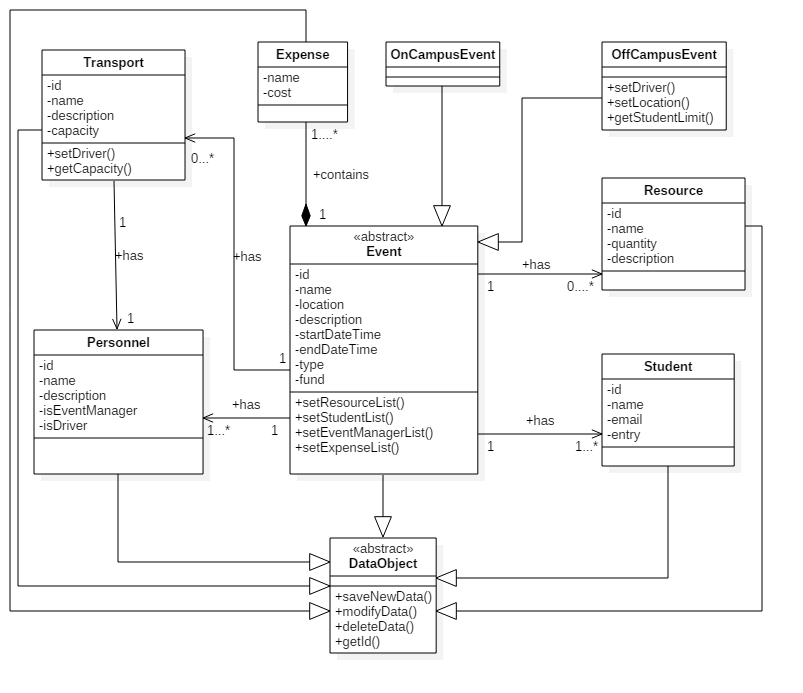 Transport
-id
-name
-description
-capacity
+setDriver()
+getCapacity()
Expense
-name
-cost
OnCampusEvent
OffCampusEvent
+setDriver()
+setLocation()
+getStudentLimit()
1....*
+contains
1
0...*
1
+has
1
+has
1
«abstract»
Event
-id
-name
-location
-description
-startDateTime
-endDateTime
-type
-fund
+setResourceList()
+setStudentList()
+setEventManagerList()
+setExpenseList()
Resource
-id
-name
-quantity
-description
+has
1
0....*
Personnel
-id
-name
-description
-isEventManager
-isDriver
+has
1...*
1
Student
-id
-name
-email
-entry
+has
1
1...*
«abstract»
DataObject
+saveNewData()
+modifyData()
+deleteData()
+getId()